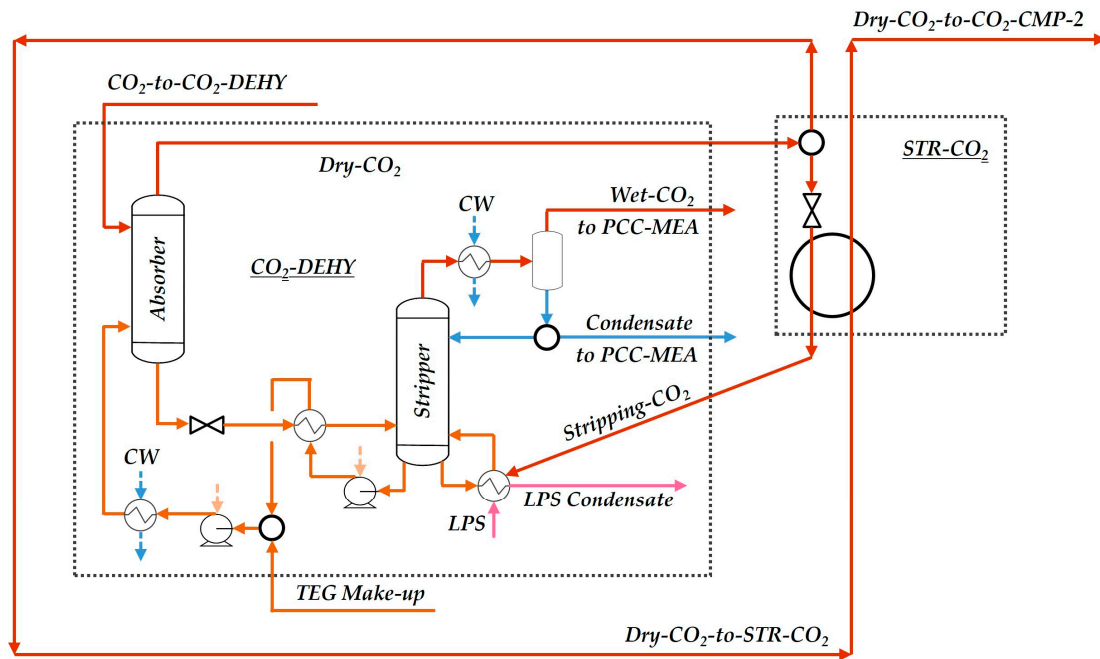 Dry-CO₂-to-CO₂-CMP-2
CO₂-to-CO₂-DEHY
STR-CO₂
Dry-CO₂
Wet-CO₂
to PCC-MEA
CW
Absorber
CO₂-DEHY
Condensate
to PCC-MEA
Stripper
Stripping-CO₂
CW
LPS Condensate
LPS
TEG Make-up
Dry-CO₂-to-STR-CO₂